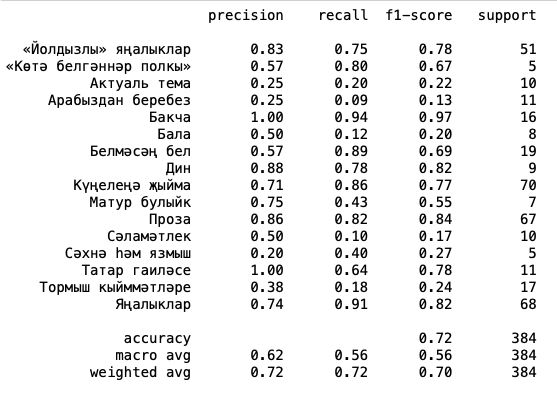 precision recall f1-score support
«Йолдызлы» яңалыклар 0.83 0.75 0.78 51
«Көтә белгәннәр полкы» 0.57 0.80 0.67 5
Актуаль тема 0.25 0.20 0.22 10
Арабыздан беребез 0.25 0.09 0.13 11
Бакча 1.00 0.94 0.97 16
Бала 0.50 0.12 0.20 8
Белмәсәң бел 0.57 0.89 0.69 19
Дин 0.88 0.78 0.82 9
Күңелеңә җыйма 0.71 0.86 0.77 70
Матур булыйк 0.75 0.43 0.55 7
Проза 0.86 0.82 0.84 67
Сәламәтлек 0.50 0.10 0.17 10
Сәхнә һәм язмыш 0.20 0.40 0.27 5
Татар гаиләсе 1.00 0.64 0.78 11
Тормыш кыйммәтләре 0.38 0.18 0.24 17
Яңалыклар 0.74 0.91 0.82 68
accuracy 0.72 384
macro avg 0.62 0.56 0.56 384
weighted avg 0.72 0.72 0.70 384